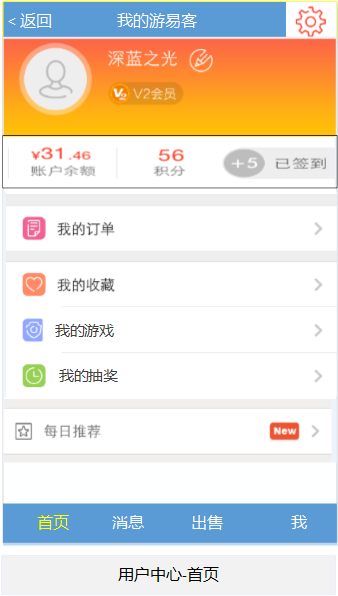 < 返回 我的游易客
深蓝之光
V2 V2会员
¥31.46 56 +5 已签到
账户余额 积分
我的订单
我的收藏
我的游戏
我的抽奖
每日推荐 New
首页 消息 出售 我
用户中心-首页